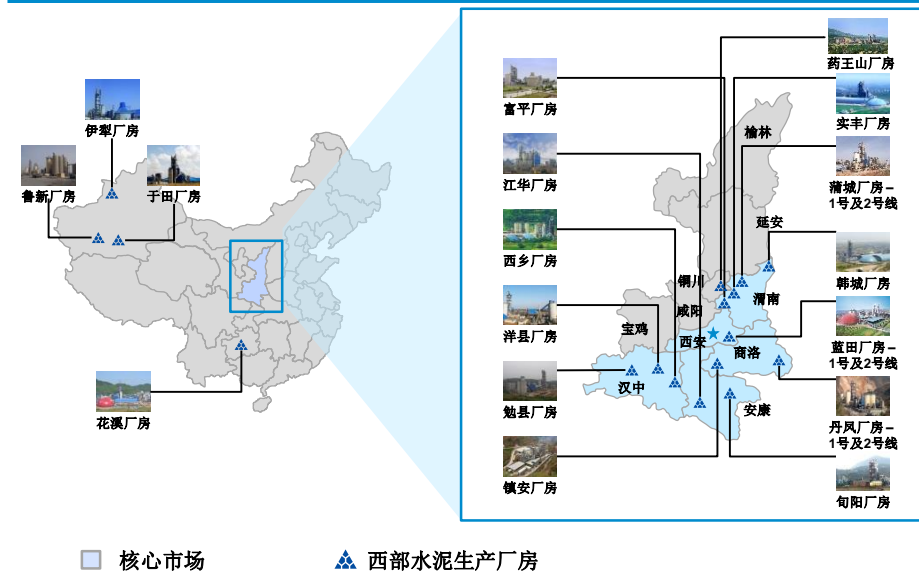 伊犁厂房
鲁新厂房
于田厂房
花溪厂房
富平厂房
江华厂房
西乡厂房
洋县厂房
勉县厂房
镇安厂房
榆林
延安
铜川
渭南
咸阳
宝鸡
西安
商洛
汉中
安康
药王山厂房
实丰厂房
蒲城厂房 –
1号及2号线
韩城厂房
蓝田厂房 –
1号及2号线
丹凤厂房 –
1号及2号线
旬阳厂房
核心市场
西部水泥生产厂房